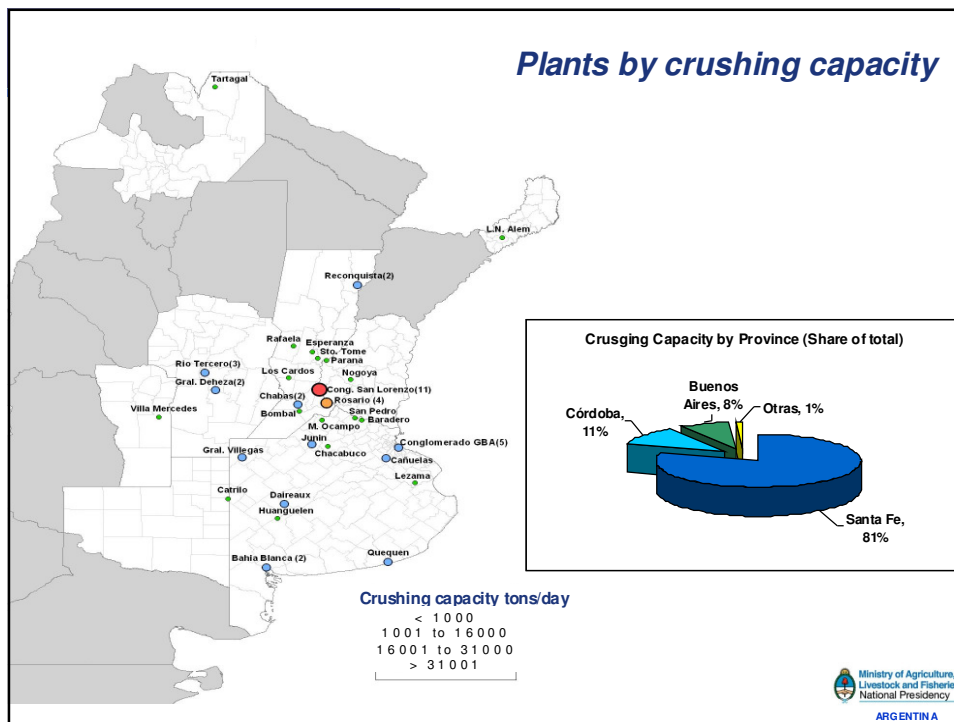 Plants by crushing capacity
Tartagal
L.N. Alem
Reconquista(2)
Rafaela
Esperanza
Sto. Tome
Parana
Rio Tercero(3)
Los Cardos
Nogoya
Gral. Deheza(2)
Cong. San Lorenzo(11)
Chabas(2)
Rosario (4)
Villa Mercedes
Bombal
San Pedro
M. Ocampo
Baradero
Junin
Conglomerado GBA(5)
Gral. Villegas
Chacabuco
Cañuelas
Lezama
Catrilo
Daireaux
Huanguelen
Bahia Blanca (2)
Quequen
Crushing capacity tons/day
< 1000
1001 to 16000
16001 to 31000
> 31001
Crusging Capacity by Province (Share of total)
Buenos
Aires, 8%
Otras, 1%
Córdoba,
11%
Santa Fe,
81%
Ministry of Agriculture,
Livestock and Fisherie
National Presidency
ARGENTINA